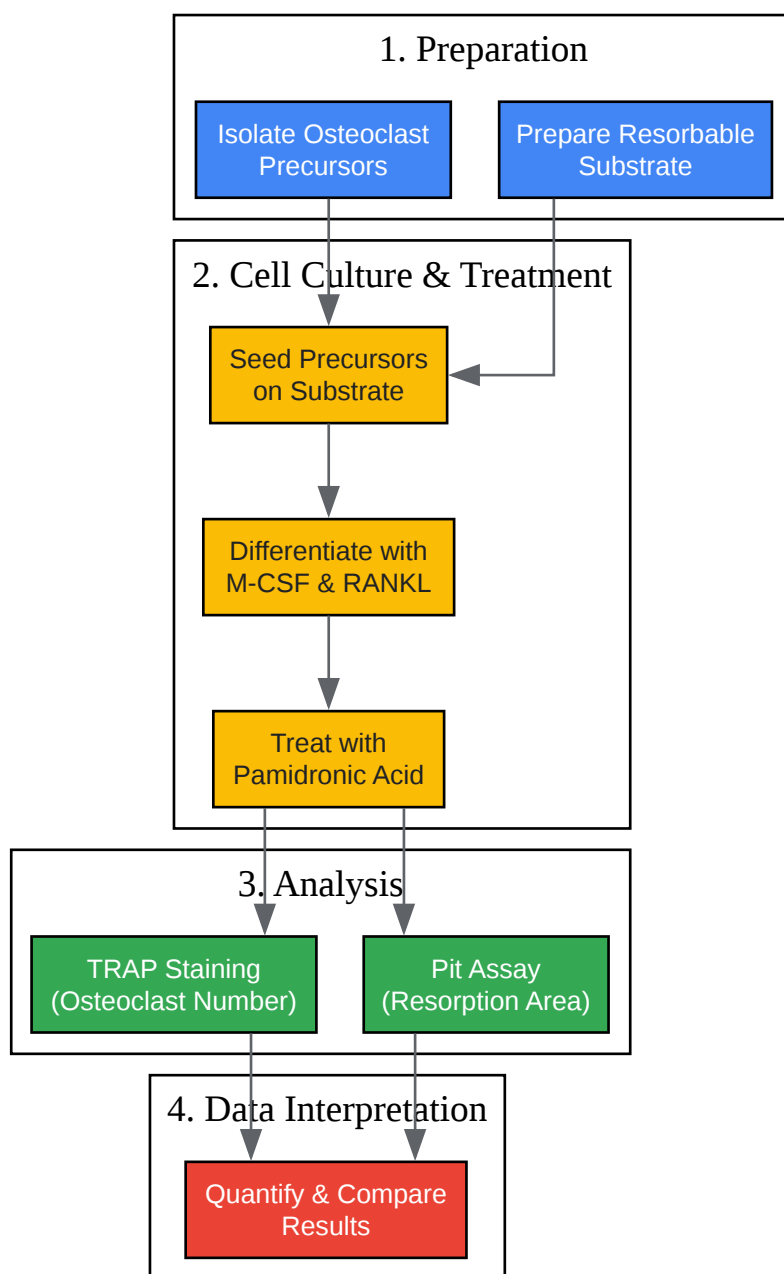 1. Preparation
Isolate Osteoclast
Precursors
Prepare Resorbable
Substrate
2. Cell Culture & Treatment
Seed Precursors
on Substrate
Differentiate with
M-CSF & RANKL
Treat with
Pamidronic Acid
3. Analysis
TRAP Staining
(Osteoclast Number)
Pit Assay
(Resorption Area)
4. Data Interpretation
Quantify & Compare
Results